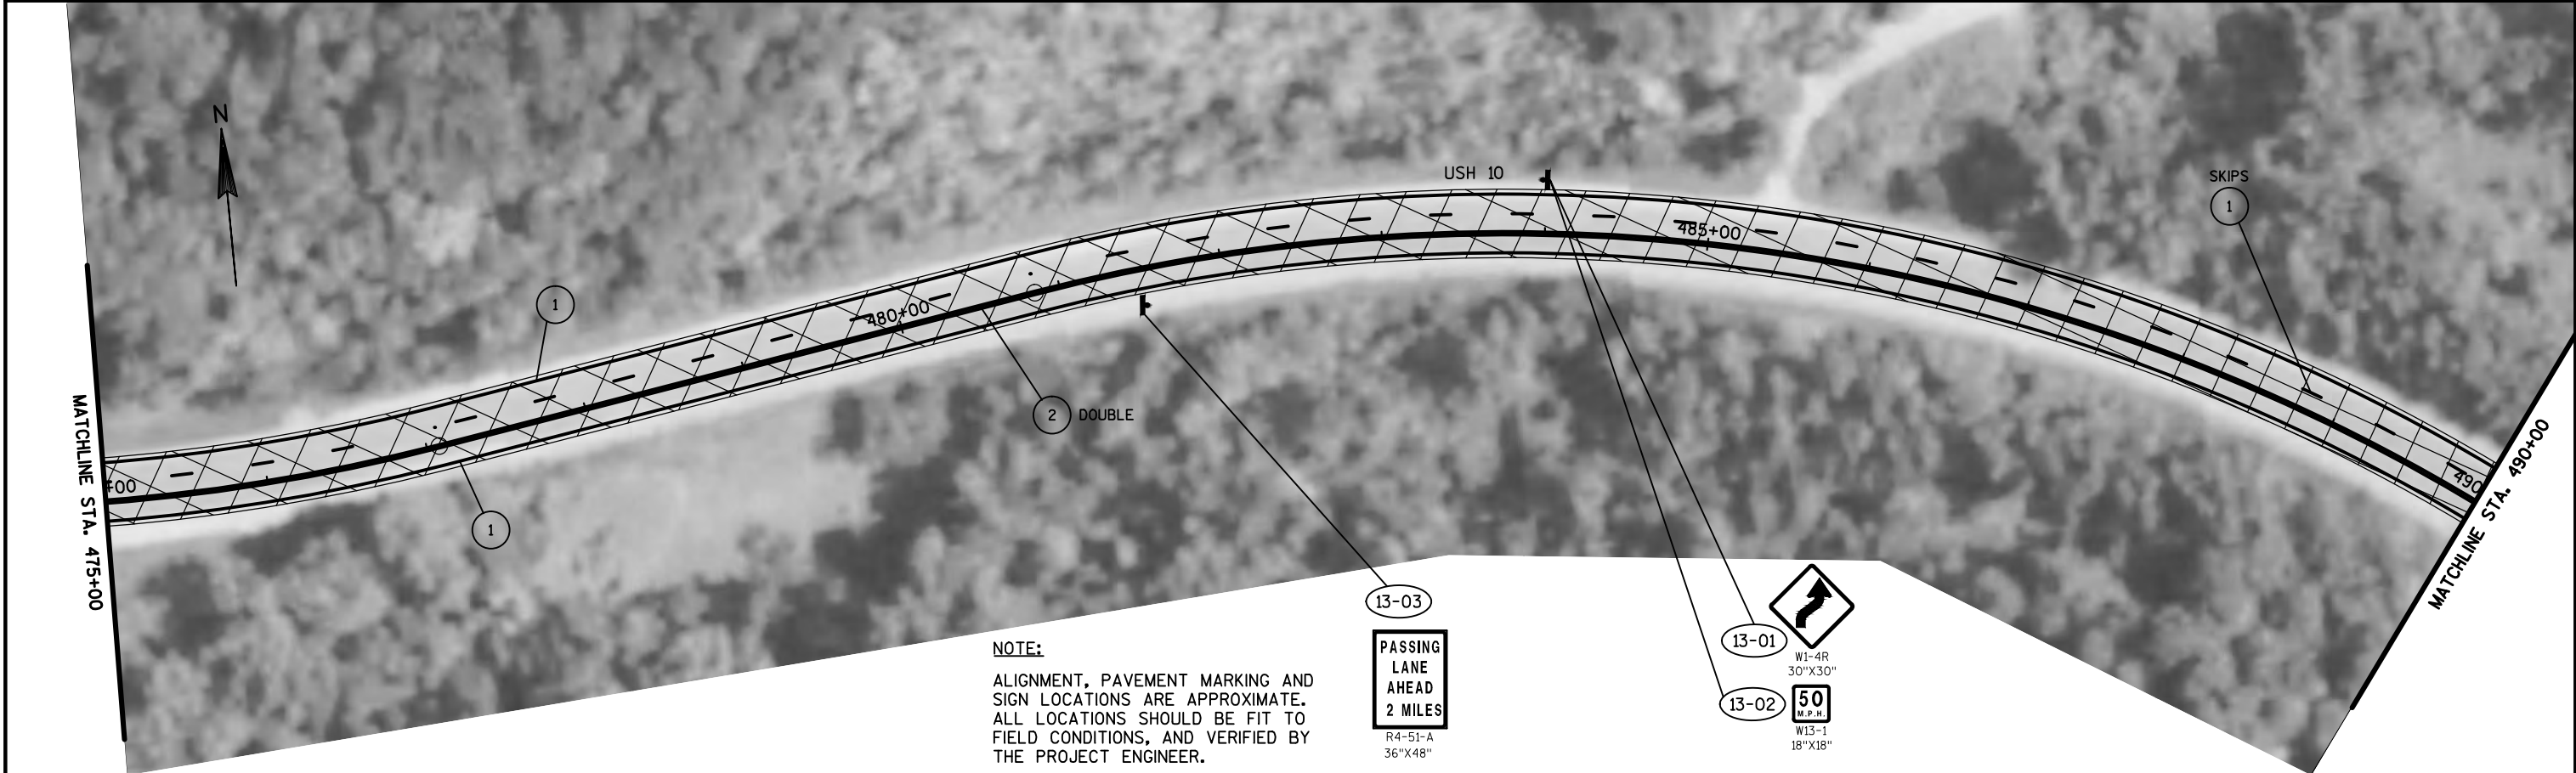 N
USH 10
SKIPS
1
485+00
1
480+00
2 DOUBLE
+00
490
1
MATCHLINE STA. 475+00
MATCHLINE STA. 490+00
13-03
PASSING
LANE
AHEAD
2 MILES
R4-51-A
36"X48"
13-01
W1-4R
30"X30"
13-02
50
M.P.H.
W13-1
18"X18"
NOTE:
ALIGNMENT, PAVEMENT MARKING AND
SIGN LOCATIONS ARE APPROXIMATE.
ALL LOCATIONS SHOULD BE FIT TO
FIELD CONDITIONS, AND VERIFIED BY
THE PROJECT ENGINEER.